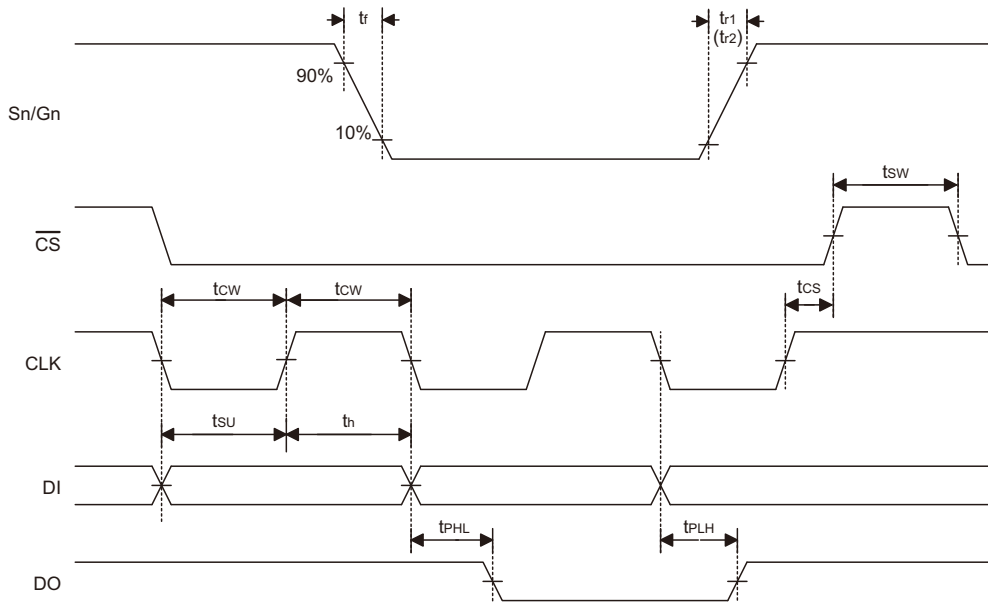 tf
tr1
(tr2)
90%
Sn/Gn
10%
tSW
CS
tCW tCW
tCS
CLK
tSU th
DI
tPHL tPLH
DO